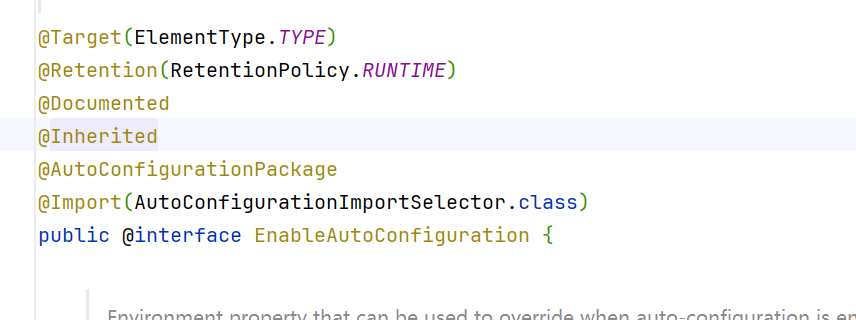 @Target(ElementType.TYPE)
@Retention(RetentionPolicy.RUNTIME)
@Documented
@Inherited
@AutoConfigurationPackage
@Import(AutoConfigurationImportSelector.class)
public @interface EnableAutoConfiguration {
Environment property that can be used to override when auto-configuration is